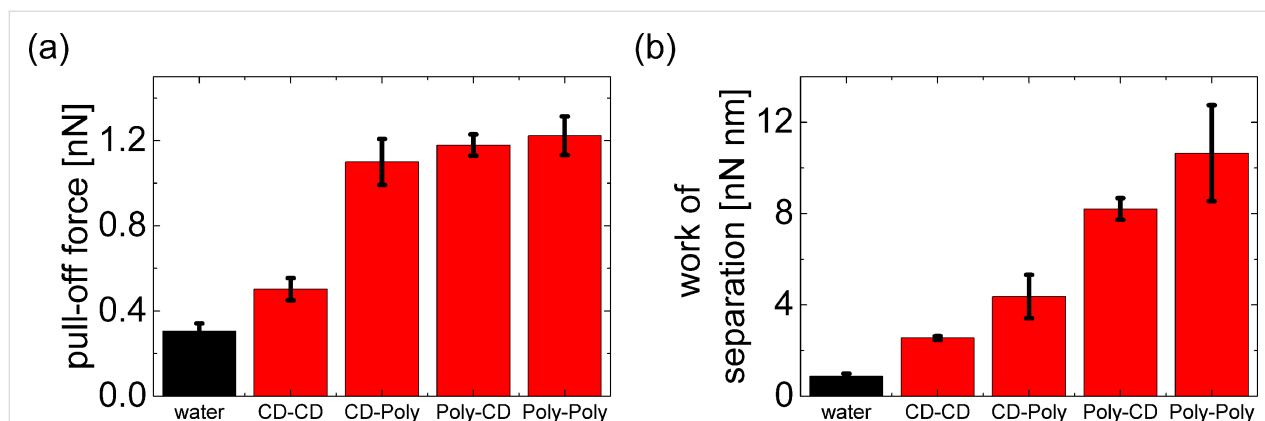 (a)
pull-off force [nN]
1.2
0.8
0.4
0.0
water CD-CD CD-Poly Poly-CD Poly-Poly
(b)
work of
separation [nN nm]
12
8
4
0
water CD-CD CD-Poly Poly-CD Poly-Poly